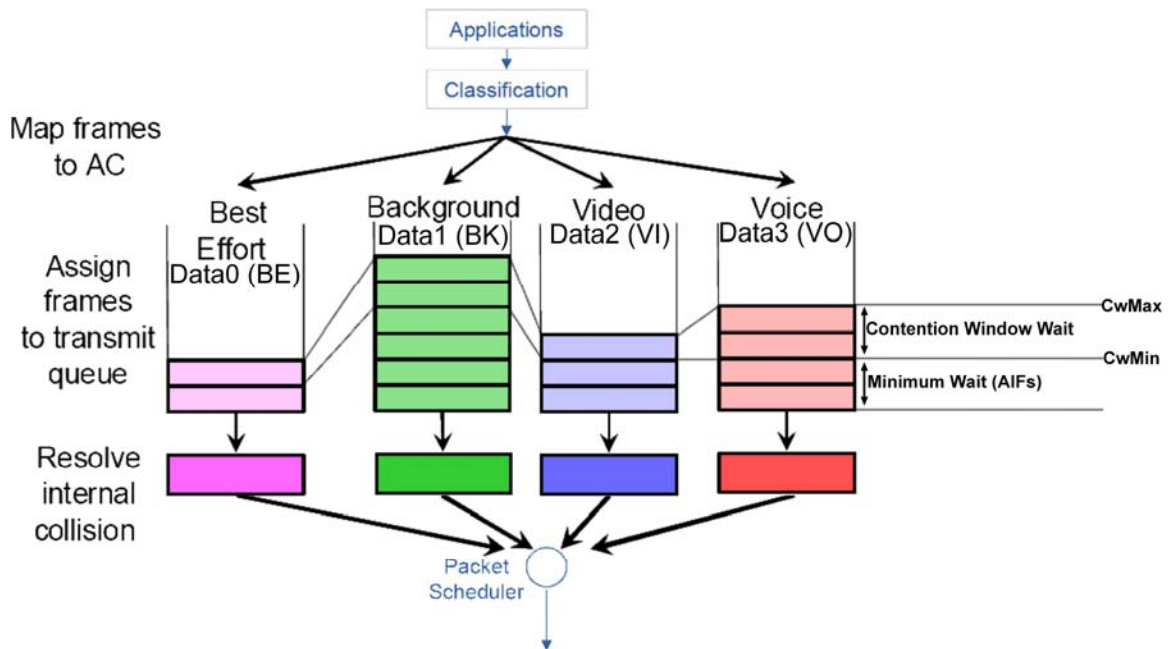 Applications
Classification
Map frames
to AC
Best
Effort
Data0 (BE)
Background
Data1 (BK)
Video
Data2 (VI)
Voice
Data3 (VO)
Assign
frames
to transmit
queue
CwMax
Contention Window Wait
CwMin
Minimum Wait (AIFs)
Resolve
internal
collision
Packet
Scheduler